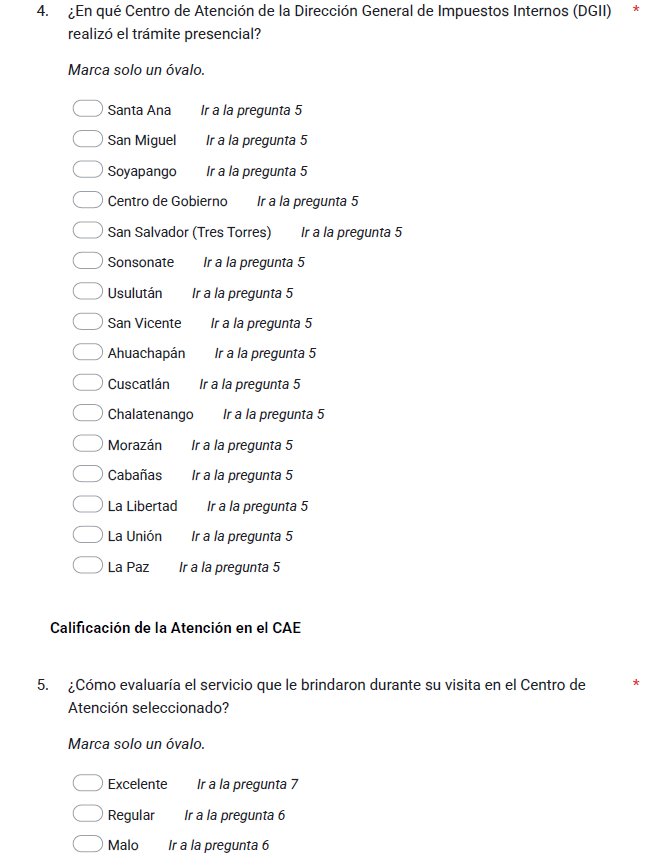 4. ¿En qué Centro de Atención de la Dirección General de Impuestos Internos (DGII) *
realizó el trámite presencial?
Marca solo un óvalo.
Santa Ana Ir a la pregunta 5
San Miguel Ir a la pregunta 5
Soyapango Ir a la pregunta 5
Centro de Gobierno Ir a la pregunta 5
San Salvador (Tres Torres) Ir a la pregunta 5
Sonsonate Ir a la pregunta 5
Usulután Ir a la pregunta 5
San Vicente Ir a la pregunta 5
Ahuachapán Ir a la pregunta 5
Cuscatlán Ir a la pregunta 5
Chalatenango Ir a la pregunta 5
Morazán Ir a la pregunta 5
Cabañas Ir a la pregunta 5
La Libertad Ir a la pregunta 5
La Unión Ir a la pregunta 5
La Paz Ir a la pregunta 5
Calificación de la Atención en el CAE
5. ¿Cómo evaluaría el servicio que le brindaron durante su visita en el Centro de *
Atención seleccionado?
Marca solo un óvalo.
Excelente Ir a la pregunta 7
Regular Ir a la pregunta 6
Malo Ir a la pregunta 6